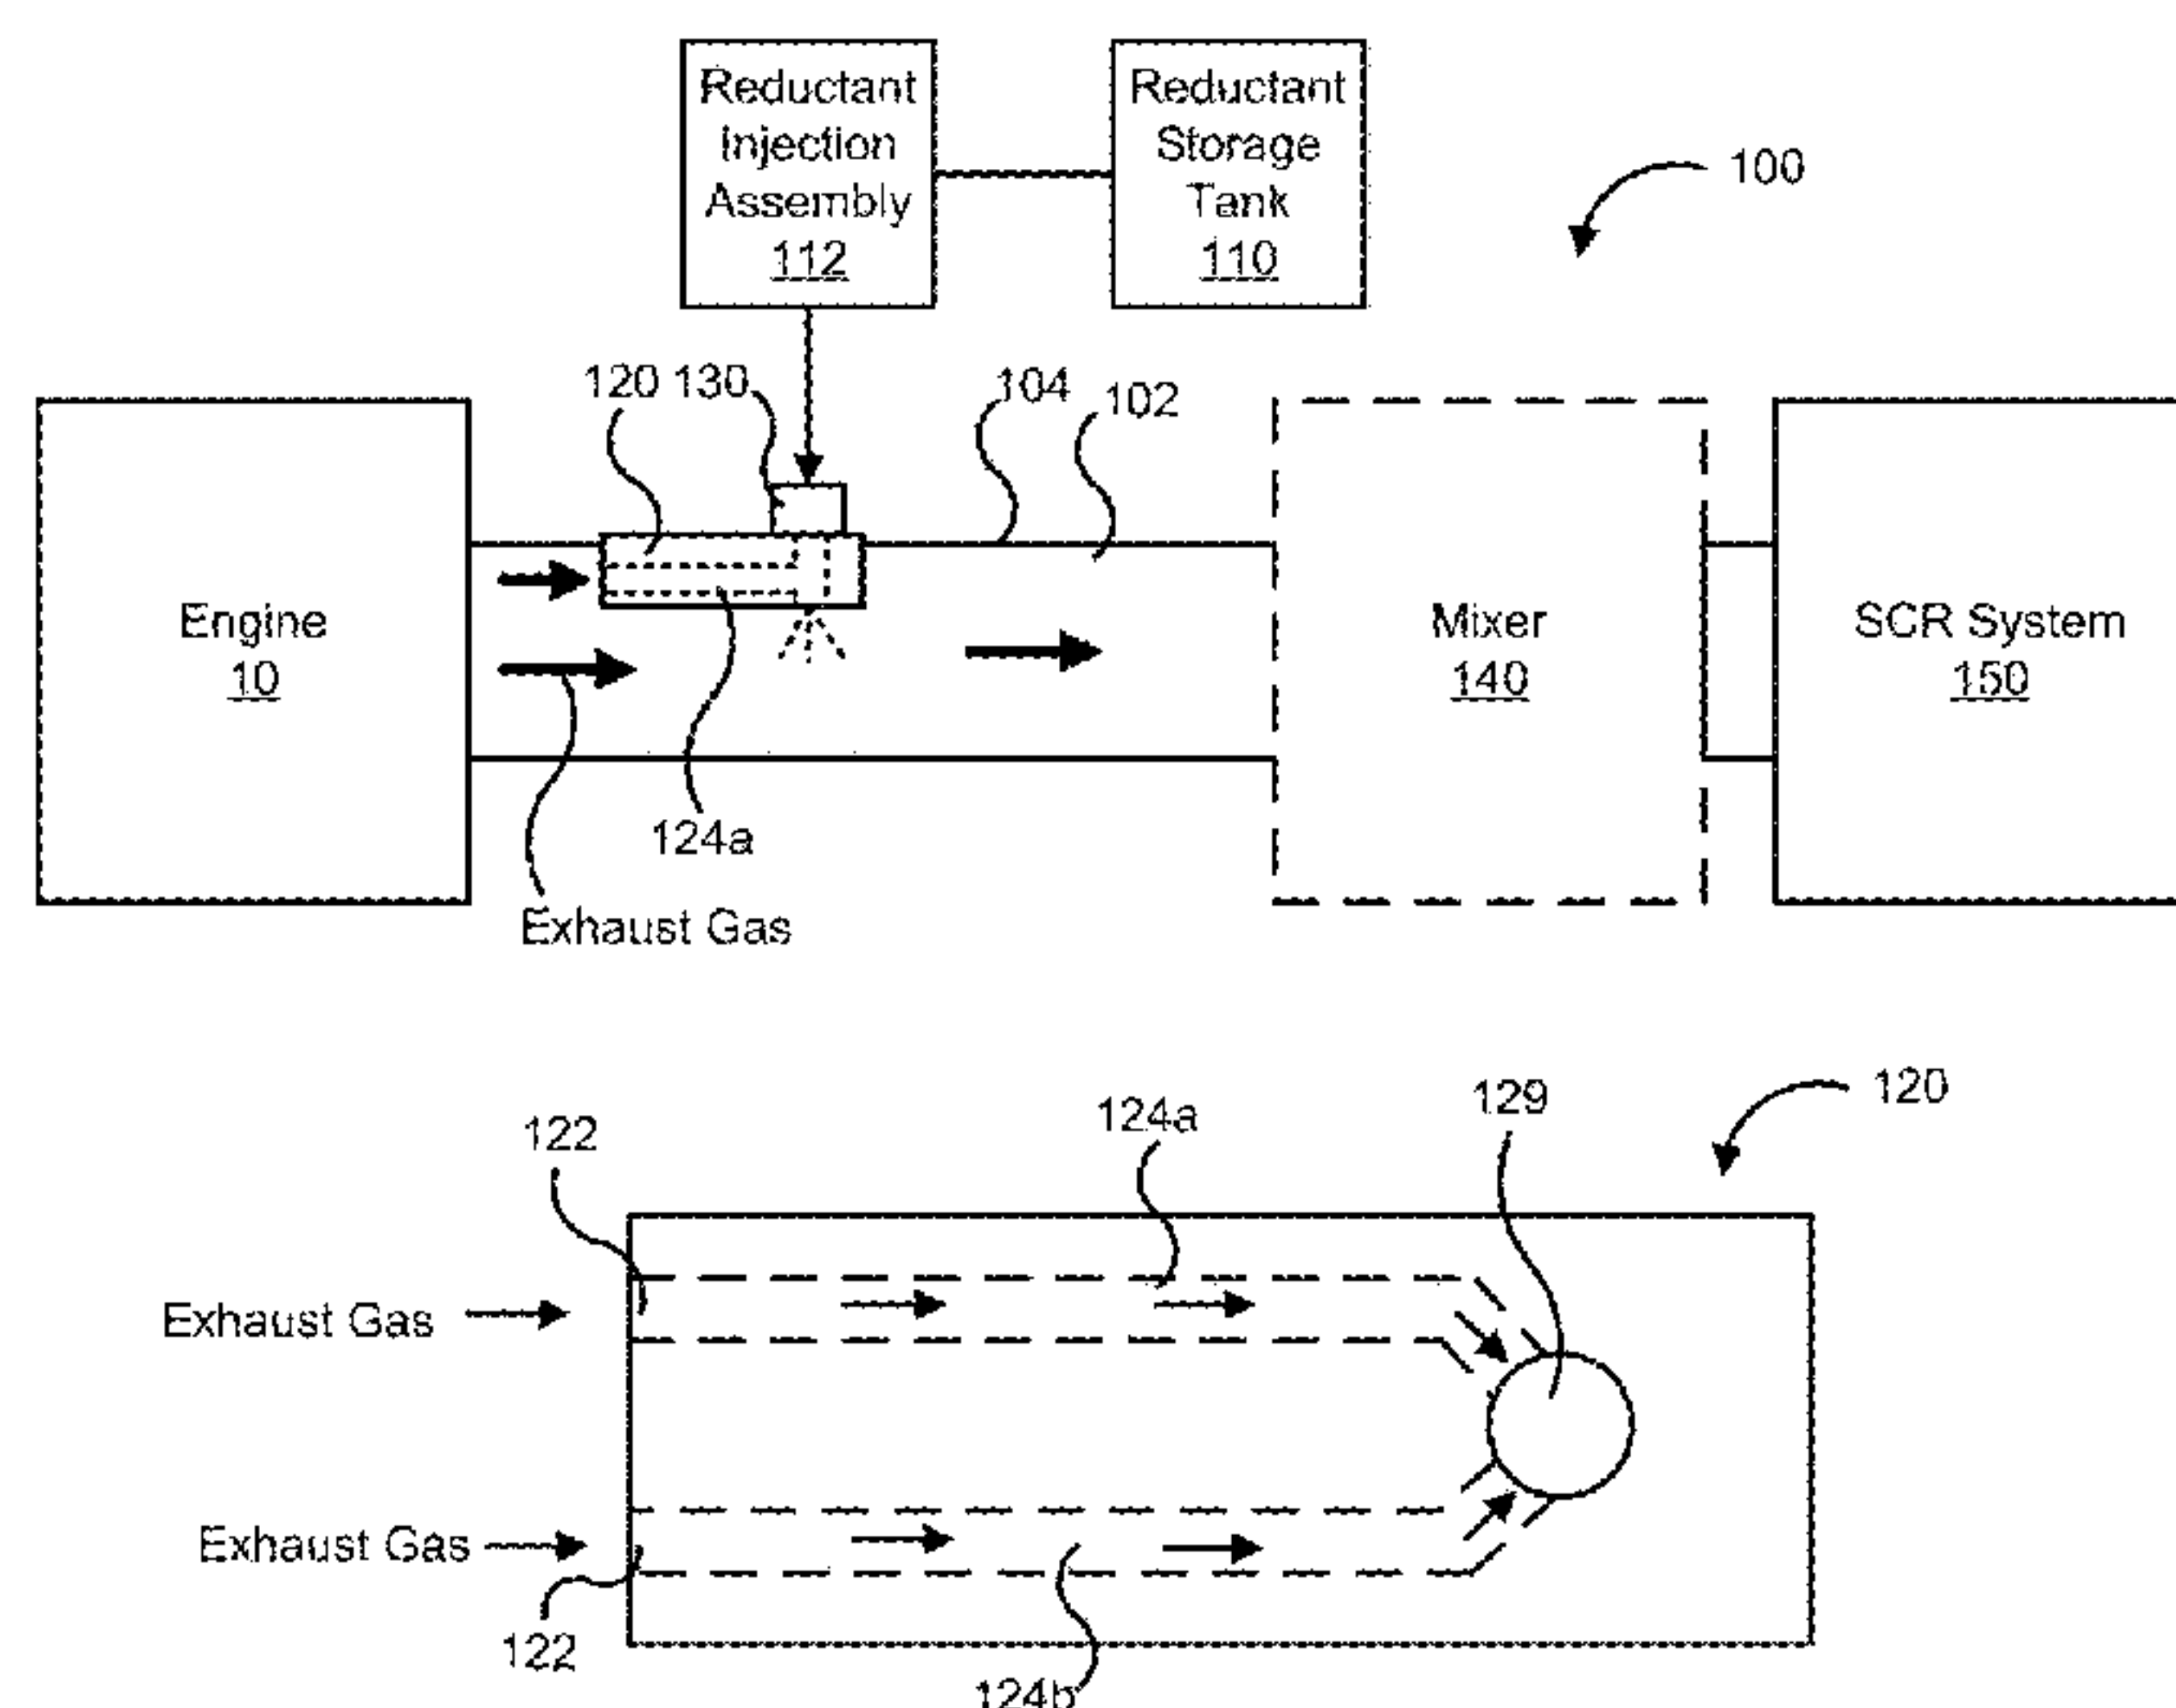 Reductant
Injection
Assembly
112
Reductant
Storage
Tank
110
100
120 130
104
102
Engine
10
Mixer
140
SCR System
150
124a
Exhaust Gas
120
129
124a
122
Exhaust Gas
Exhaust Gas
122
124b